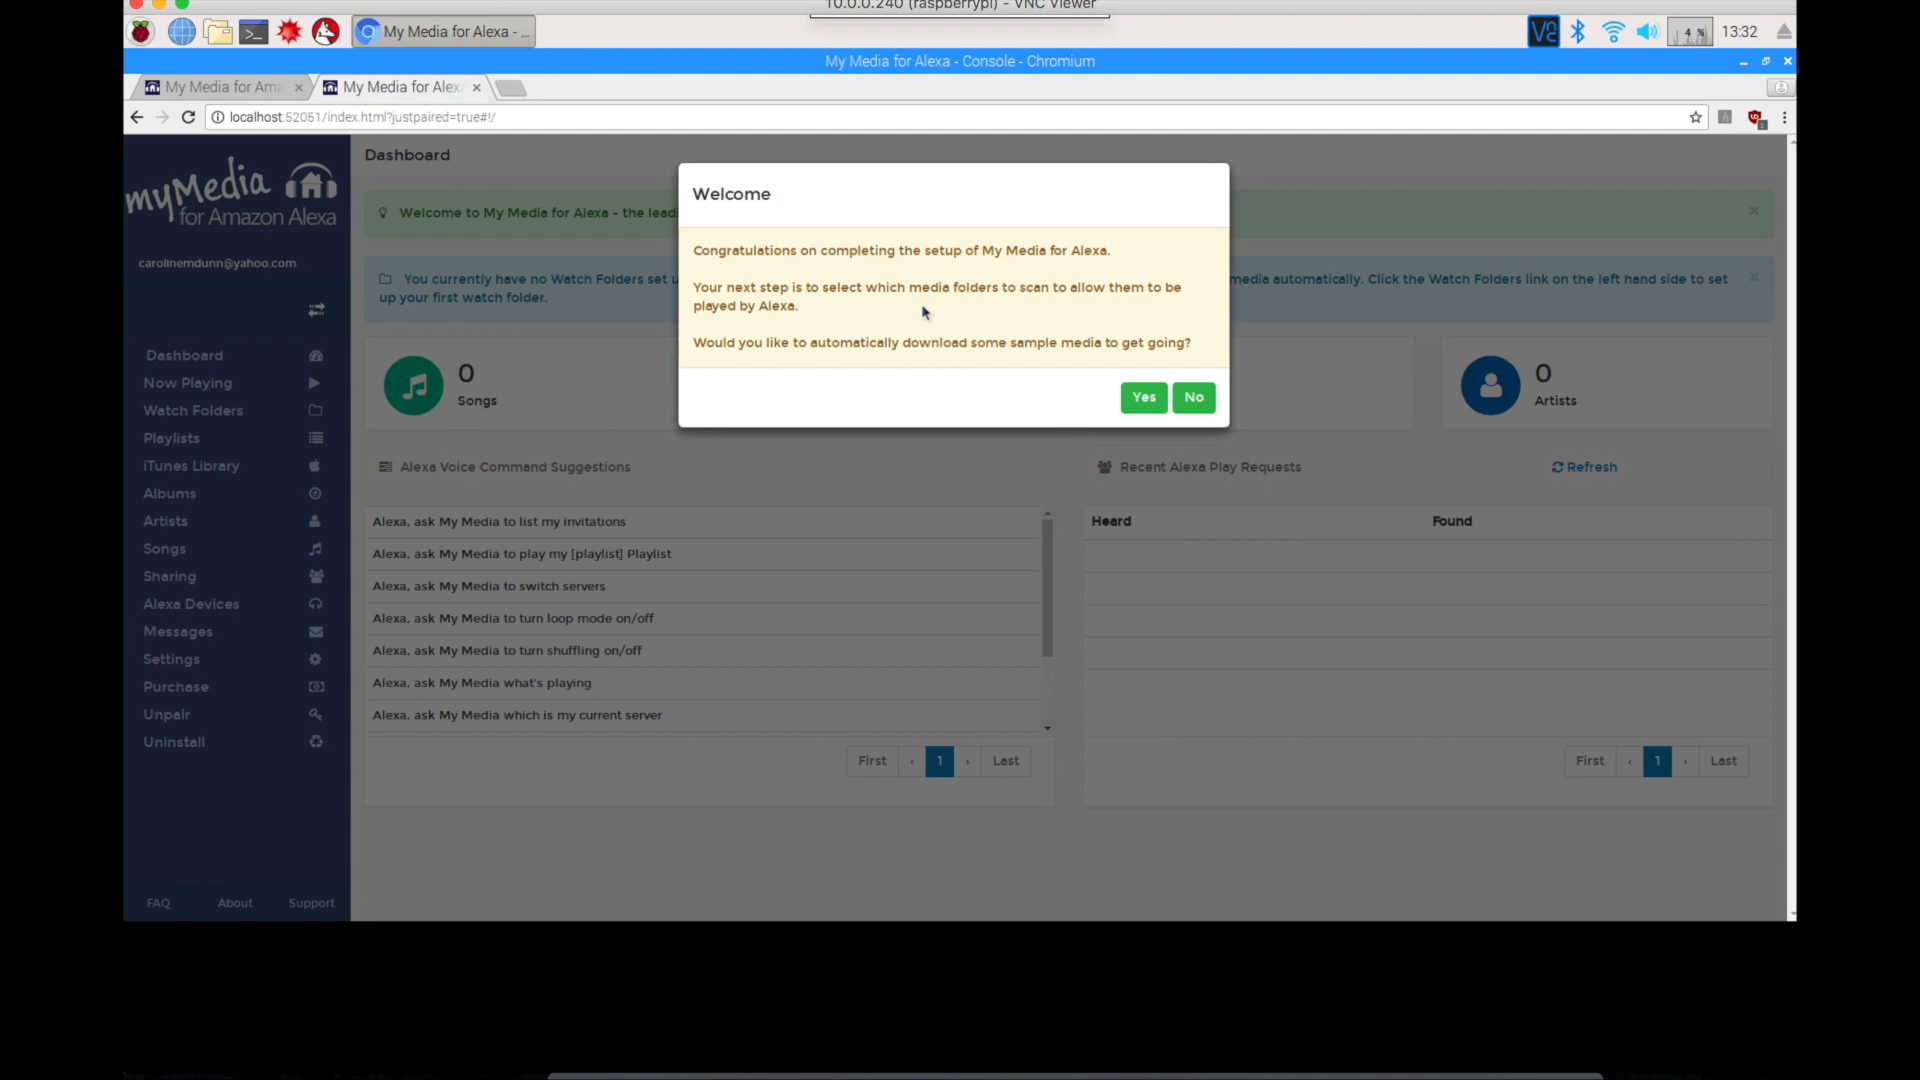 10.0.0.240 (raspberrypi) - VNC Viewer
My Media for Alexa - ...
4 %
13:32
My Media for Alexa - Console - Chromium
My Media for Ama
My Media for Alex
localhost:52051/index.html?justpaired=true#!/
myMedia
for Amazon Alexa
carolinemdunn@yahoo.com
Dashboard
Now Playing
Watch Folders
Playlists
iTunes Library
Albums
Artists
Songs
Sharing
Alexa Devices
Messages
Settings
Purchase
Unpair
Uninstall
FAQ
About
Support
Dashboard
Welcome to My Media for Alexa - the lead
You currently have no Watch Folders set u
media automatically. Click the Watch Folders link on the left hand side to set
up your first watch folder.
Welcome
Congratulations on completing the setup of My Media for Alexa.
Your next step is to select which media folders to scan to allow them to be
played by Alexa.
Would you like to automatically download some sample media to get going?
Yes
No
0
Songs
0
Artists
Alexa Voice Command Suggestions
Alexa, ask My Media to list my invitations
Alexa, ask My Media to play my [playlist] Playlist
Alexa, ask My Media to switch servers
Alexa, ask My Media to turn loop mode on/off
Alexa, ask My Media to turn shuffling on/off
Alexa, ask My Media what's playing
Alexa, ask My Media which is my current server
First ‹ 1 › Last
Recent Alexa Play Requests
Refresh
Heard
Found
First ‹ 1 › Last